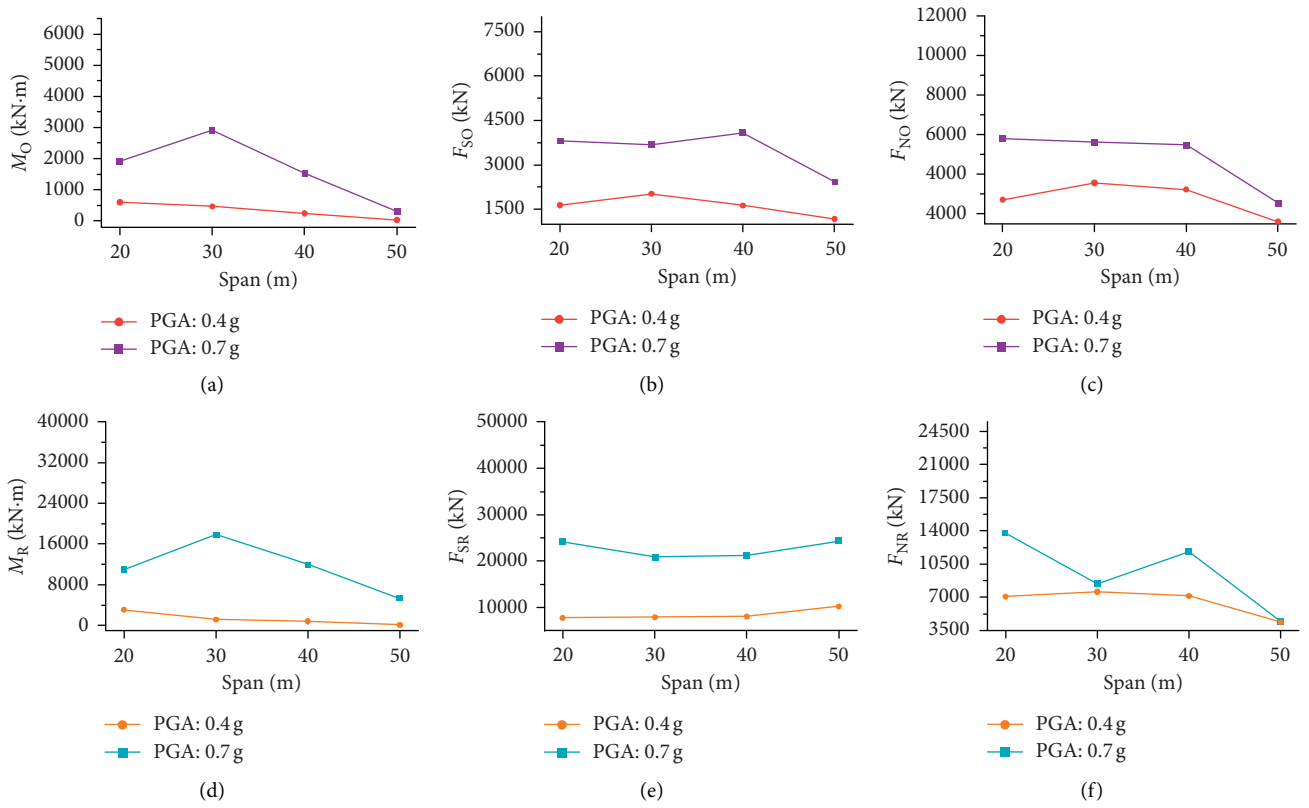 M_O (kN·m)
6000
5000
4000
3000
2000
1000
0
20 30 40 50
Span (m)
PGA: 0.4 g
PGA: 0.7 g
(a)
F_SO (kN)
7500
6000
4500
3000
1500
20 30 40 50
Span (m)
PGA: 0.4 g
PGA: 0.7 g
(b)
F_NO (kN)
12000
10000
8000
6000
4000
20 30 40 50
Span (m)
PGA: 0.4 g
PGA: 0.7 g
(c)
M_R (kN·m)
40000
32000
24000
16000
8000
0
20 30 40 50
Span (m)
PGA: 0.4 g
PGA: 0.7 g
(d)
F_SR (kN)
50000
40000
30000
20000
10000
20 30 40 50
Span (m)
PGA: 0.4 g
PGA: 0.7 g
(e)
F_NR (kN)
24500
21000
17500
14000
10500
7000
3500
20 30 40 50
Span (m)
PGA: 0.4 g
PGA: 0.7 g
(f)